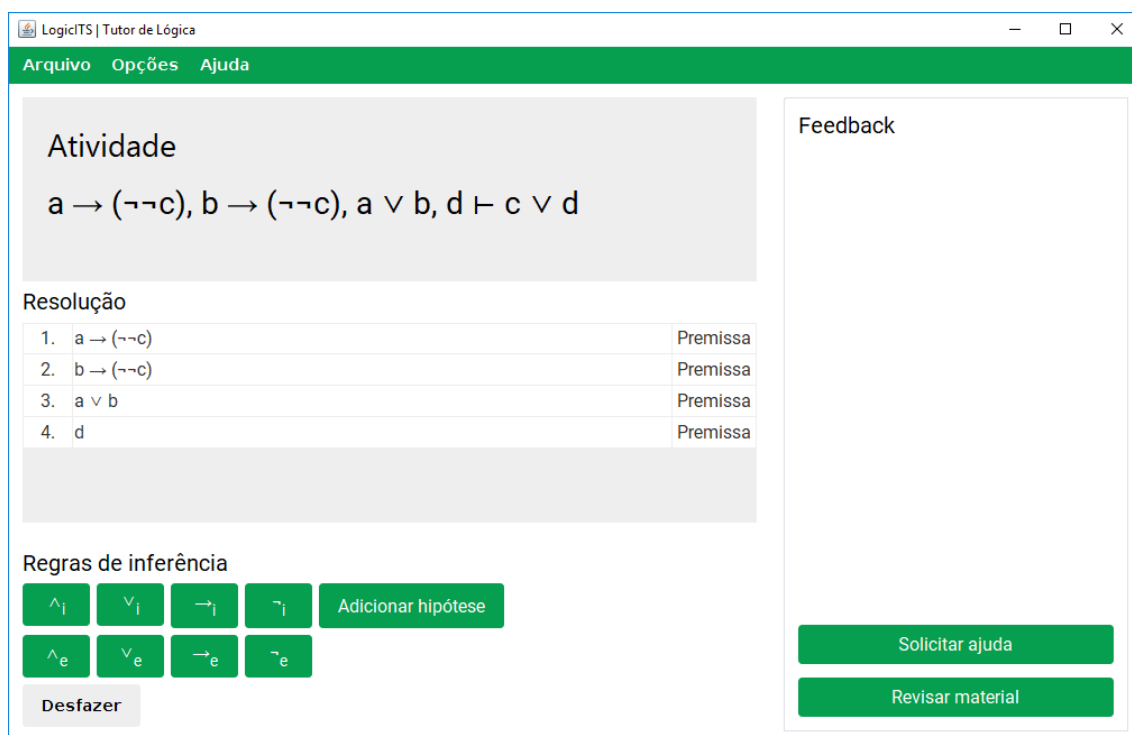 LogicITS | Tutor de Lógica
Arquivo Opções Ajuda
Atividade
a → (¬¬c), b → (¬¬c), a ∨ b, d ⊢ c ∨ d
Resolução
1. a → (¬¬c) Premissa
2. b → (¬¬c) Premissa
3. a ∨ b Premissa
4. d Premissa
Regras de inferência
∧i ∨i →i ¬i Adicionar hipótese
∧e ∨e →e ¬e
Desfazer
Feedback
Solicitar ajuda
Revisar material